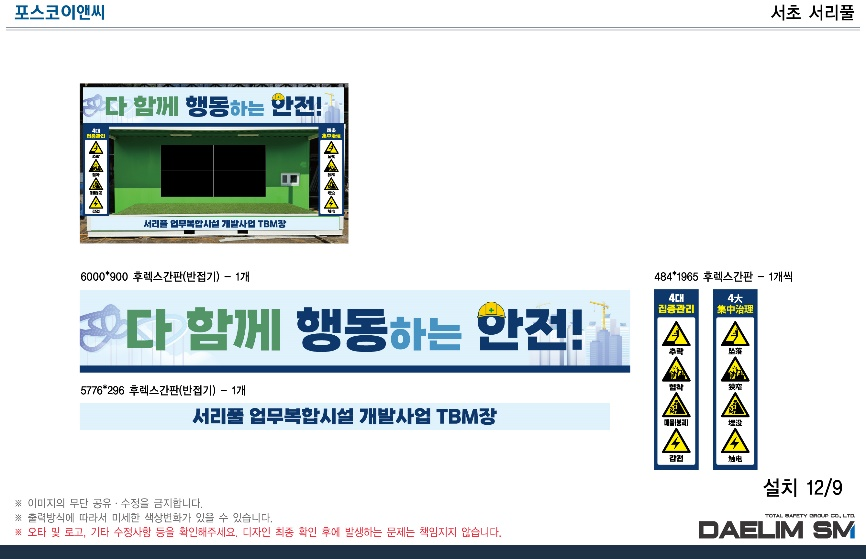 포스코이앤씨
서초 서리풀
다 함께 행동하는 안전!
4대
집중관리
서리풀 업무복합시설 개발사업 TBM장
6000*900 후렉스간판(반접기) - 1개
484*1965 후렉스간판 - 1개씩
다 함께 행동하는 안전!
4대
집중관리
추락
협착
매몰(붕괴)
감전
4大
集中治理
坠落
狭窄
埋没
触电
5776*296 후렉스간판(반접기) - 1개
서리풀 업무복합시설 개발사업 TBM장
설치 12/9
※ 이미지의 무단 공유 · 수정을 금지합니다.
※ 출력방식에 따라서 미세한 색상변화가 있을 수 있습니다.
※ 오타 및 로고, 기타 수정사항 등을 확인해주세요. 디자인 최종 확인 후에 발생하는 문제는 책임지지 않습니다.
TOTAL SAFETY GROUP CO., LTD.
DAELIM SM